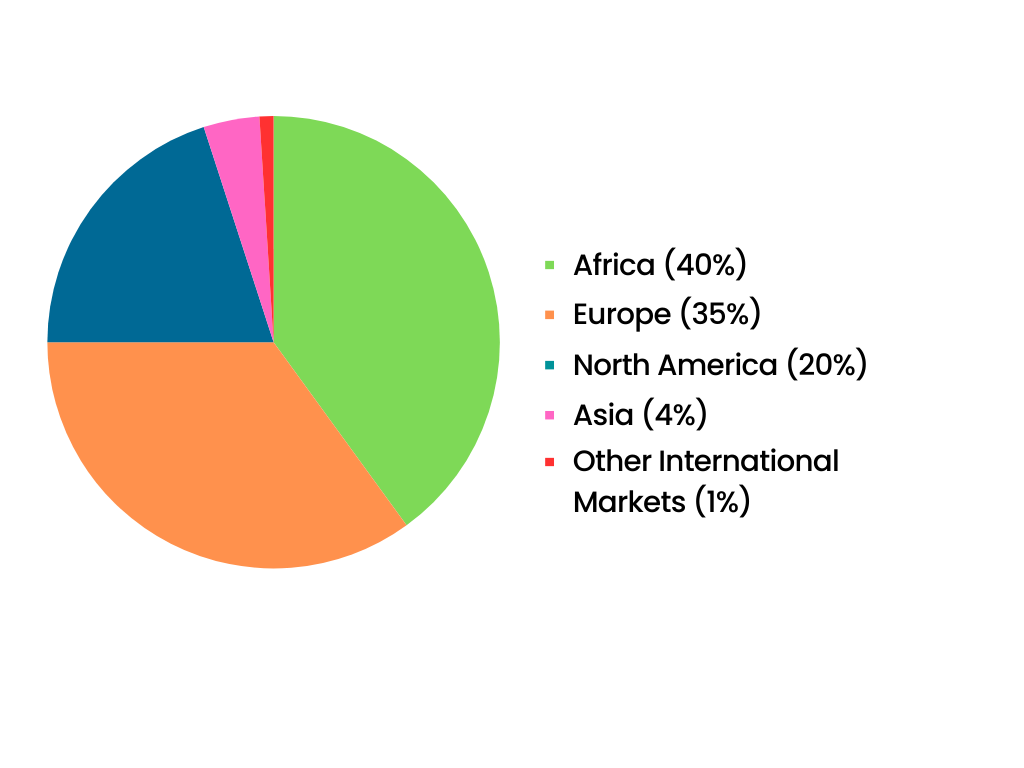 Africa (40%)
Europe (35%)
North America (20%)
Asia (4%)
Other International
Markets (1%)